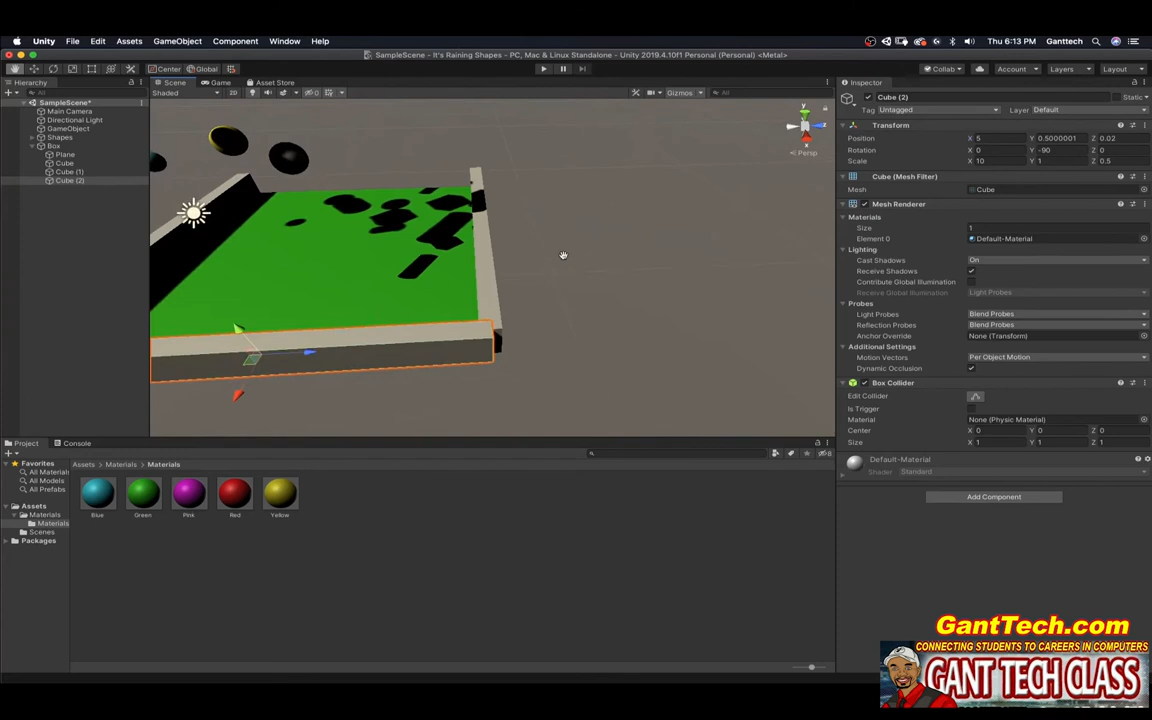 Unity File Edit Assets GameObject Component Window Help
Thu 6:13 PM Ganttech
SampleScene - It's Raining Shapes - PC, Mac & Linux Standalone - Unity 2019.4.10f1 Personal (Personal) <Metal>
Center Global
Collab Account Layers Layout
Hierarchy
All
SampleScene*
Main Camera
Directional Light
GameObject
Shapes
Box
Plane
Cube
Cube (1)
Cube (2)
Scene Game Asset Store
Shaded 2D 0 Gizmos All
y
z
x
Persp
Inspector
Cube (2) Static
Tag Untagged Layer Default
Transform
Position X 5 Y 0.5000001 Z 0.02
Rotation X 0 Y -90 Z 0
Scale X 10 Y 1 Z 0.5
Cube (Mesh Filter)
Mesh Cube
Mesh Renderer
Materials
Size 1
Element 0 Default-Material
Lighting
Cast Shadows On
Receive Shadows
Contribute Global Illumination
Receive Global Illumination Light Probes
Probes
Light Probes Blend Probes
Reflection Probes Blend Probes
Anchor Override None (Transform)
Additional Settings
Motion Vectors Per Object Motion
Dynamic Occlusion
Box Collider
Edit Collider
Is Trigger
Material None (Physic Material)
Center X 0 Y 0 Z 0
Size X 1 Y 1 Z 1
Default-Material
Shader Standard
Add Component
Project Console
8
Favorites
All Materials
All Models
All Prefabs
Assets
Materials
Materials
Scenes
Packages
Assets Materials Materials
Blue Green Pink Red Yellow
GantTech.com
CONNECTING STUDENTS TO CAREERS IN COMPUTERS
GANT TECH CLASS